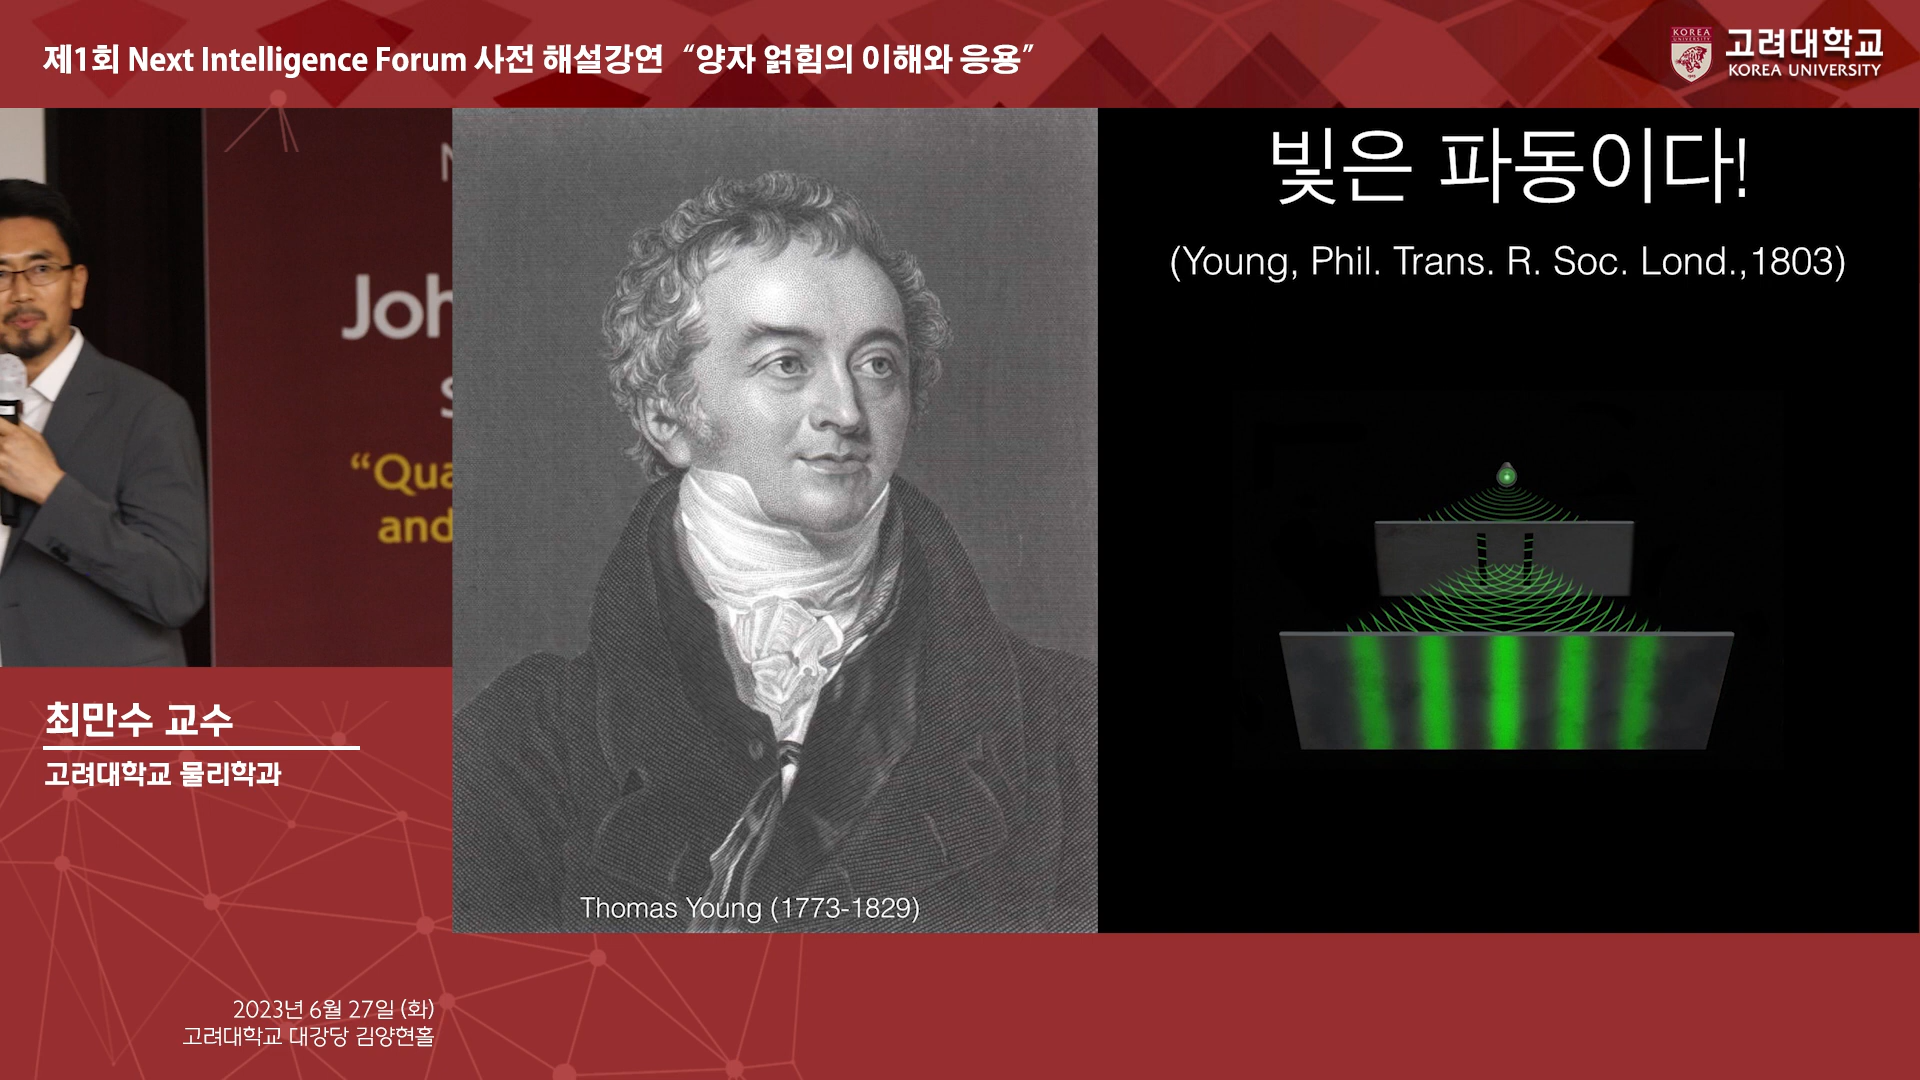 제1회 Next Intelligence Forum 사전 해설강연 “양자 얽힘의 이해와 응용”
KOREA
UNIVERSITY
고려대학교
KOREA UNIVERSITY
Joh
“Qua
and
최만수 교수
고려대학교 물리학과
2023년 6월 27일 (화)
고려대학교 대강당 김양현홀
Thomas Young (1773-1829)
빛은 파동이다!
(Young, Phil. Trans. R. Soc. Lond.,1803)